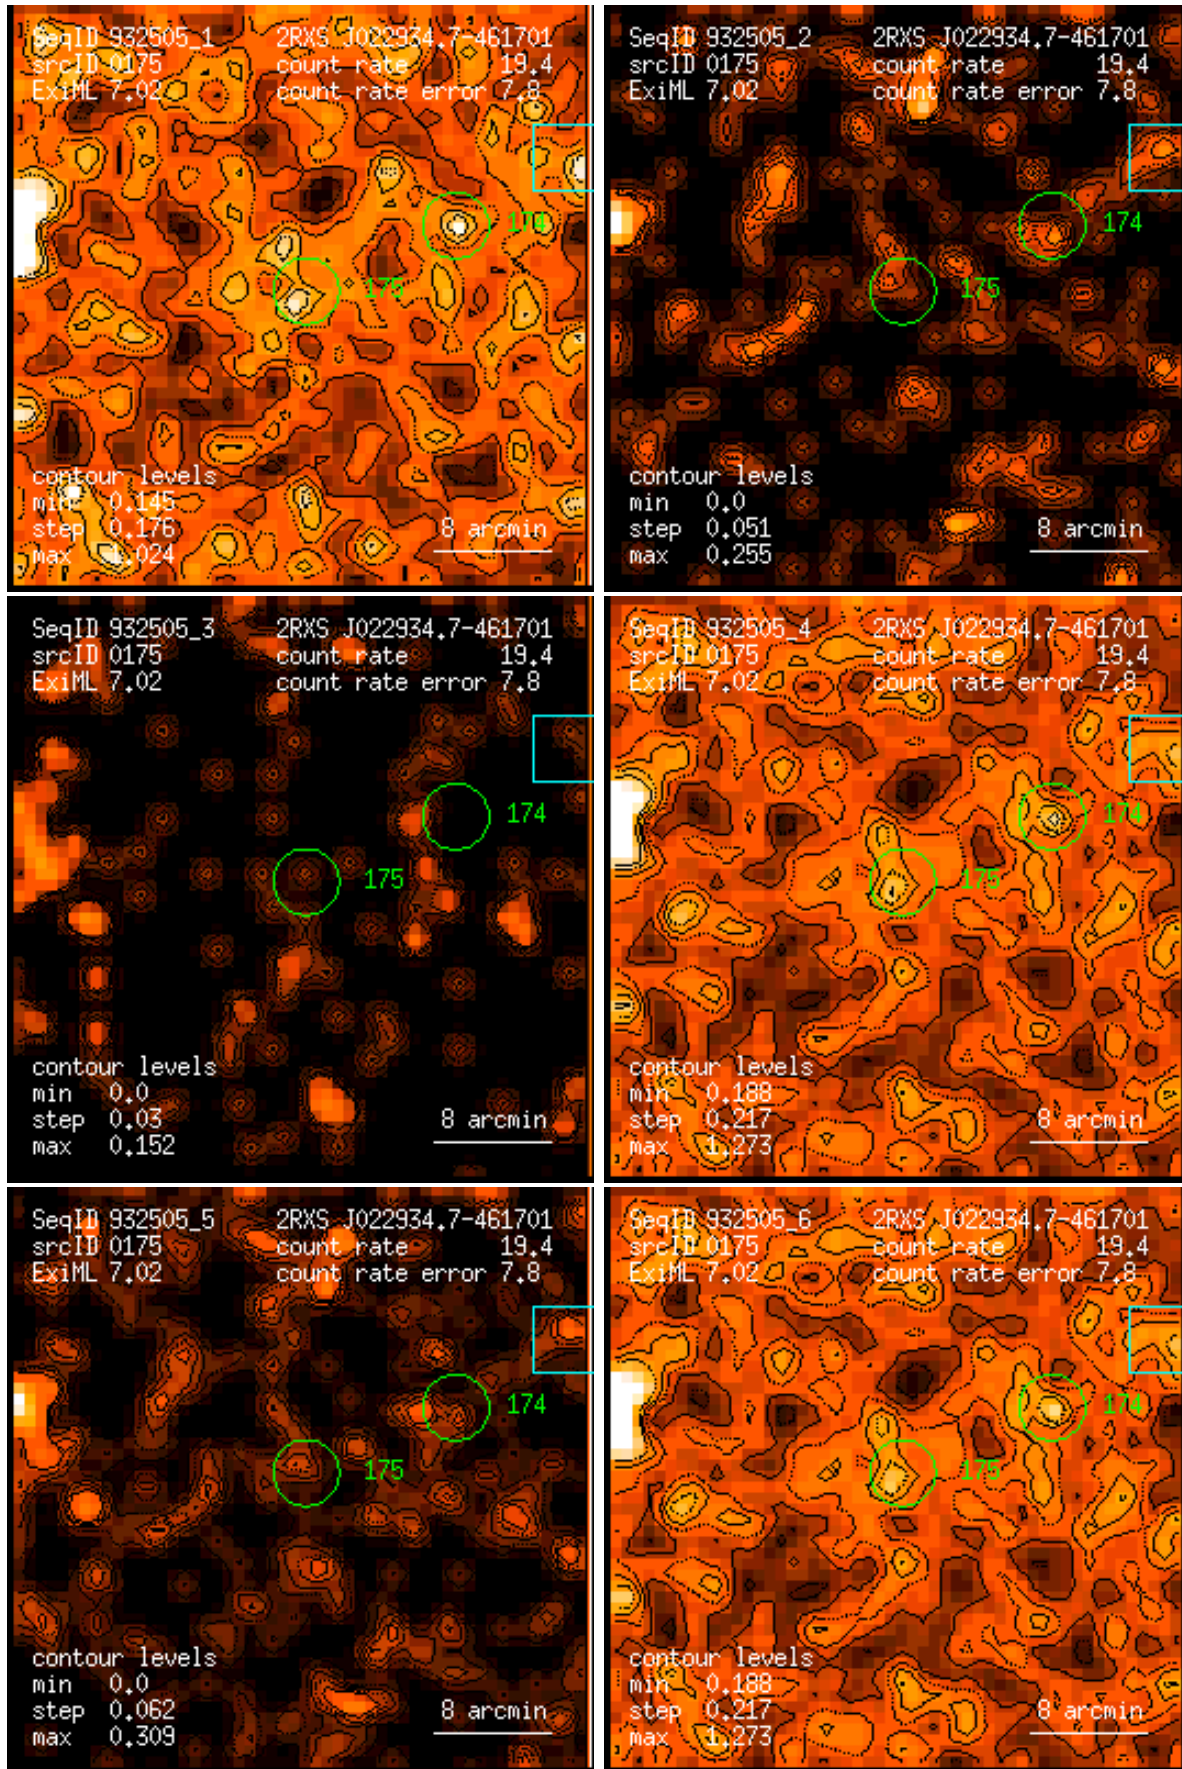 SeqID 932505_1 2RXS J022934.7-461701
srcID 0175 count rate 19.4
ExiML 7.02 count rate error 7.8
174
175
contour levels
min 0.145
step 0.176 8 arcmin
max 1.024
SeqID 932505_2 2RXS J022934.7-461701
srcID 0175 count rate 19.4
ExiML 7.02 count rate error 7.8
174
175
contour levels
min 0.0
step 0.051 8 arcmin
max 0.255
SeqID 932505_3 2RXS J022934.7-461701
srcID 0175 count rate 19.4
ExiML 7.02 count rate error 7.8
174
175
contour levels
min 0.0
step 0.03 8 arcmin
max 0.152
SeqID 932505_4 2RXS J022934.7-461701
srcID 0175 count rate 19.4
ExiML 7.02 count rate error 7.8
174
175
contour levels
min 0.188
step 0.217 8 arcmin
max 1.273
SeqID 932505_5 2RXS J022934.7-461701
srcID 0175 count rate 19.4
ExiML 7.02 count rate error 7.8
174
175
contour levels
min 0.0
step 0.062 8 arcmin
max 0.309
SeqID 932505_6 2RXS J022934.7-461701
srcID 0175 count rate 19.4
ExiML 7.02 count rate error 7.8
174
175
contour levels
min 0.188
step 0.217 8 arcmin
max 1.273